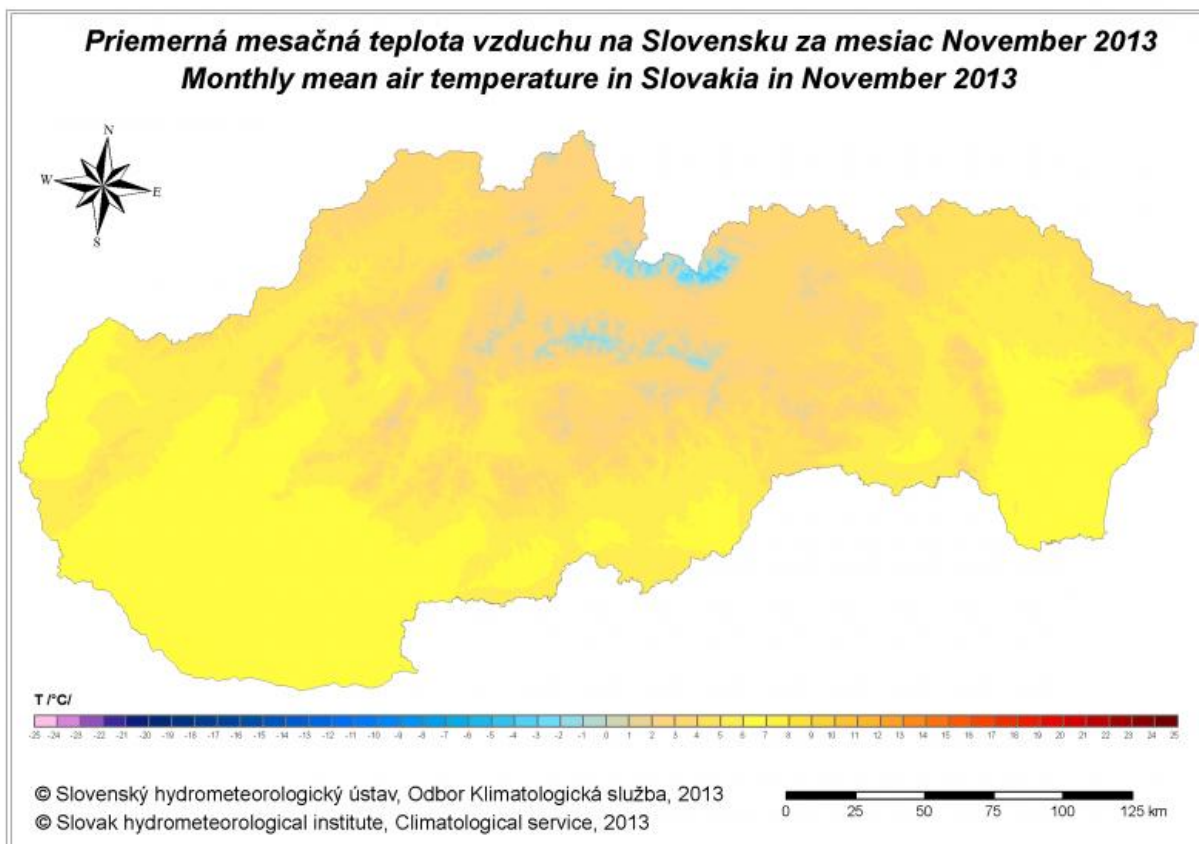 Priemerná mesačná teplota vzduchu na Slovensku za mesiac November 2013
Monthly mean air temperature in Slovakia in November 2013
N
W
E
S
T /°C/
-25 -24 -23 -22 -21 -20 -19 -18 -17 -16 -15 -14 -13 -12 -11 -10 -9 -8 -7 -6 -5 -4 -3 -2 -1 0 1 2 3 4 5 6 7 8 9 10 11 12 13 14 15 16 17 18 19 20 21 22 23 24 25
© Slovenský hydrometeorologický ústav, Odbor Klimatologická služba, 2013
© Slovak hydrometeorological institute, Climatological service, 2013
0 25 50 75 100 125 km